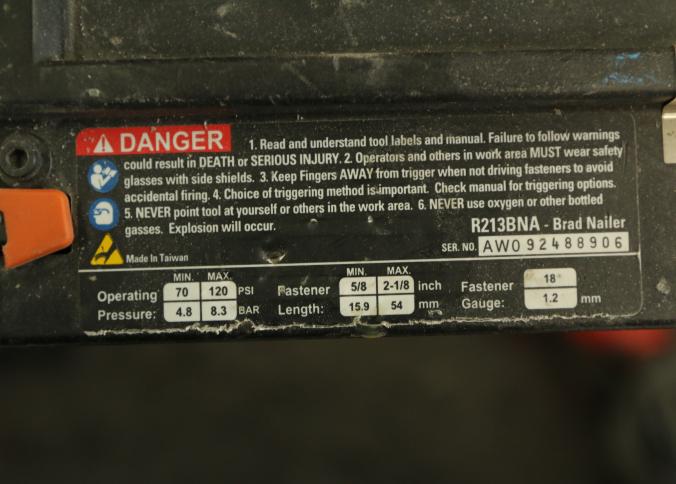 DANGER 1. Read and understand tool labels and manual. Failure to follow warnings
could result in DEATH or SERIOUS INJURY. 2. Operators and others in work area MUST wear safety
glasses with side shields. 3. Keep Fingers AWAY from trigger when not driving fasteners to avoid
accidental firing. 4. Choice of triggering method is important. Check manual for triggering options.
5. NEVER point tool at yourself or others in the work area. 6. NEVER use oxygen or other bottled
gasses. Explosion will occur.
R213BNA - Brad Nailer
SER. NO. AW092488906
Made In Taiwan
MIN. MAX. MIN. MAX.
Operating 70 120 PSI Fastener 5/8 2-1/8 inch Fastener 18
Pressure: 4.8 8.3 BAR Length: 15.9 54 mm Gauge: 1.2 mm